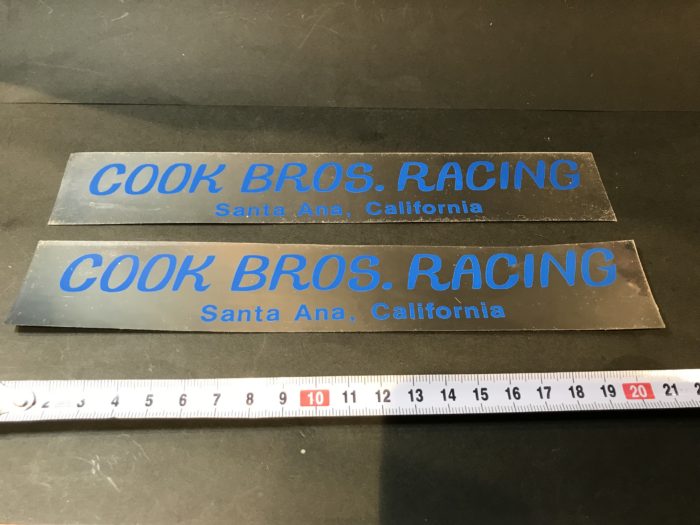 COOK BROS. RACING
Santa Ana, California
COOK BROS. RACING
Santa Ana, California
2 3 4 5 6 7 8 9 10 11 12 13 14 15 16 17 18 19 20 21